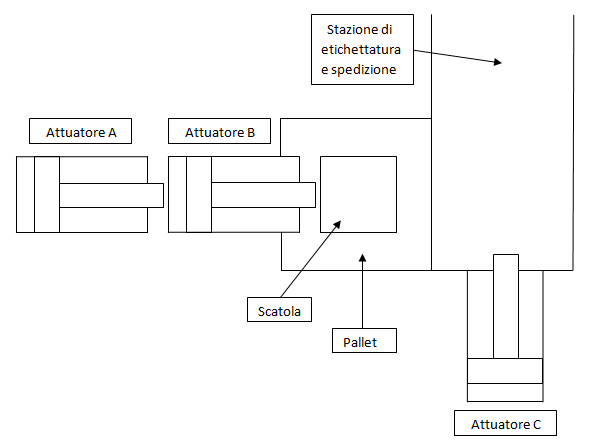 Stazione di
etichettatura
e spedizione
Attuatore A
Attuatore B
Scatola
Pallet
Attuatore C